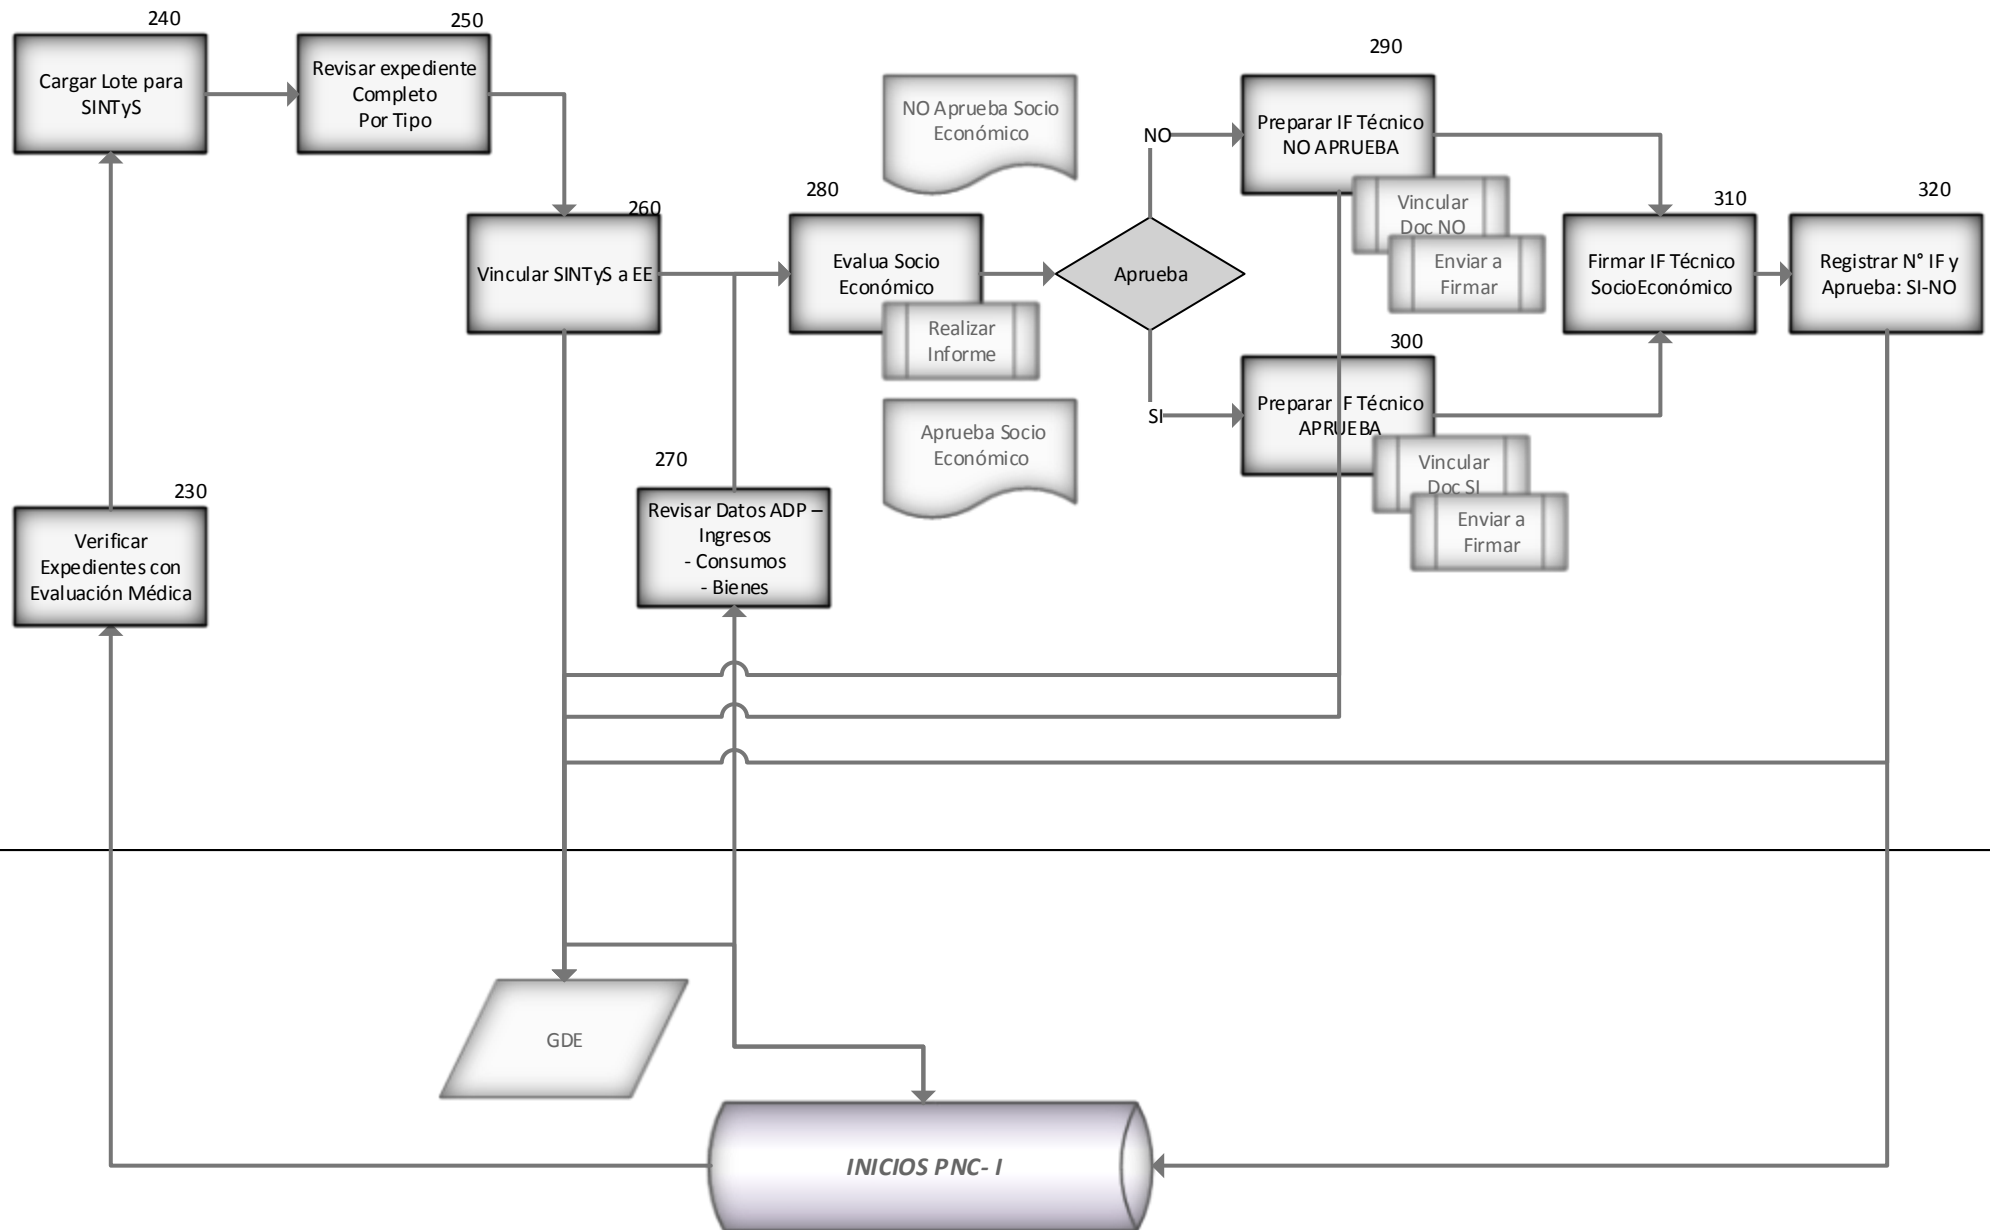 240
Cargar Lote para
SINTyS
250
Revisar expediente
Completo
Por Tipo
260
Vincular SINTyS a EE
230
Verificar
Expedientes con
Evaluación Médica
270
Revisar Datos ADP –
Ingresos
- Consumos
- Bienes
280
Evalua Socio
Económico
Realizar
Informe
NO Aprueba Socio
Económico
Aprueba Socio
Económico
Aprueba
NO
SI
290
Preparar IF Técnico
NO APRUEBA
Vincular
Doc NO
Enviar a
Firmar
300
Preparar IF Técnico
APRUEBA
Vincular
Doc SI
Enviar a
Firmar
310
Firmar IF Técnico
SocioEconómico
320
Registrar N° IF y
Aprueba: SI-NO
GDE
INICIOS PNC- I